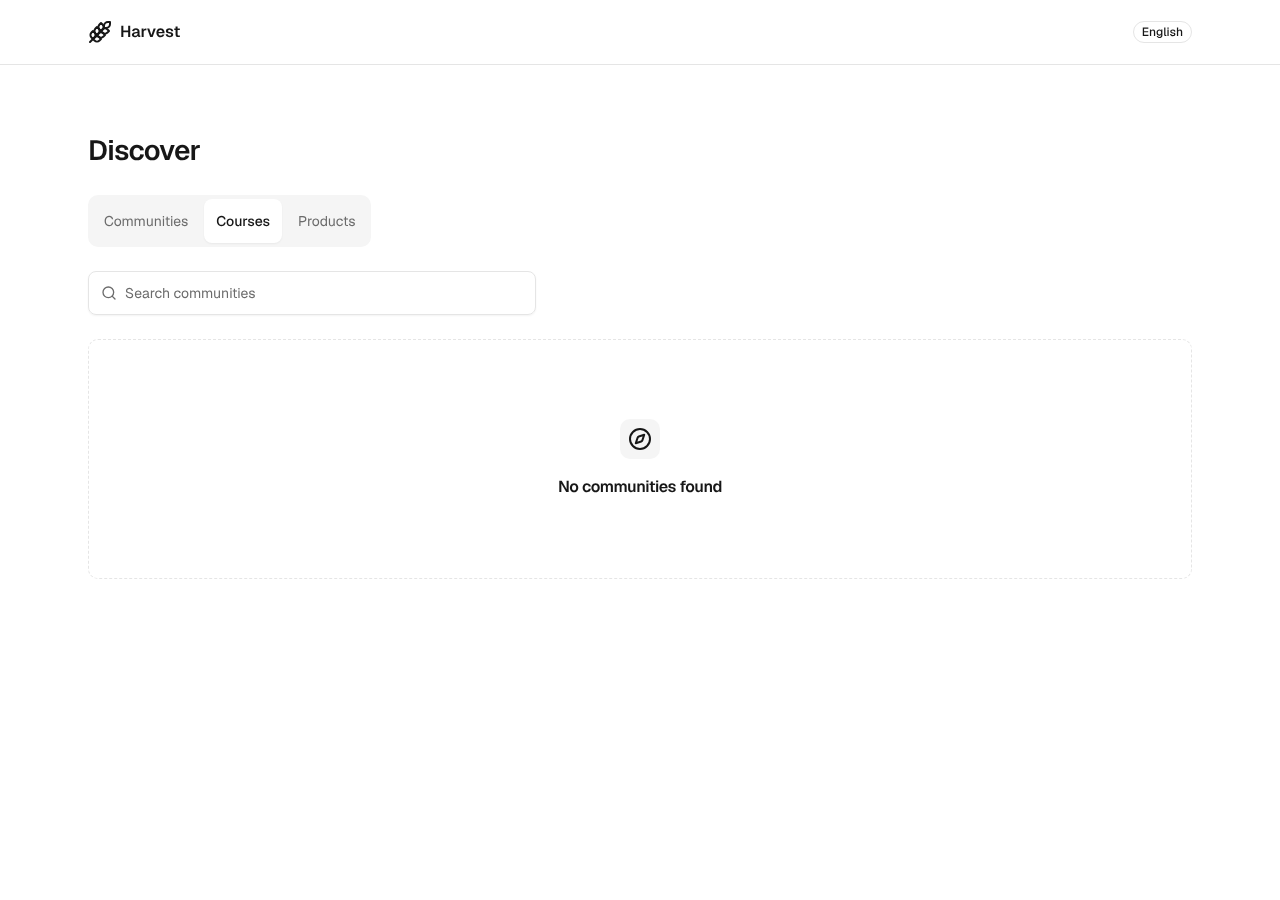 Harvest
English
Discover
Communities
Courses
Products
Search communities
No communities found